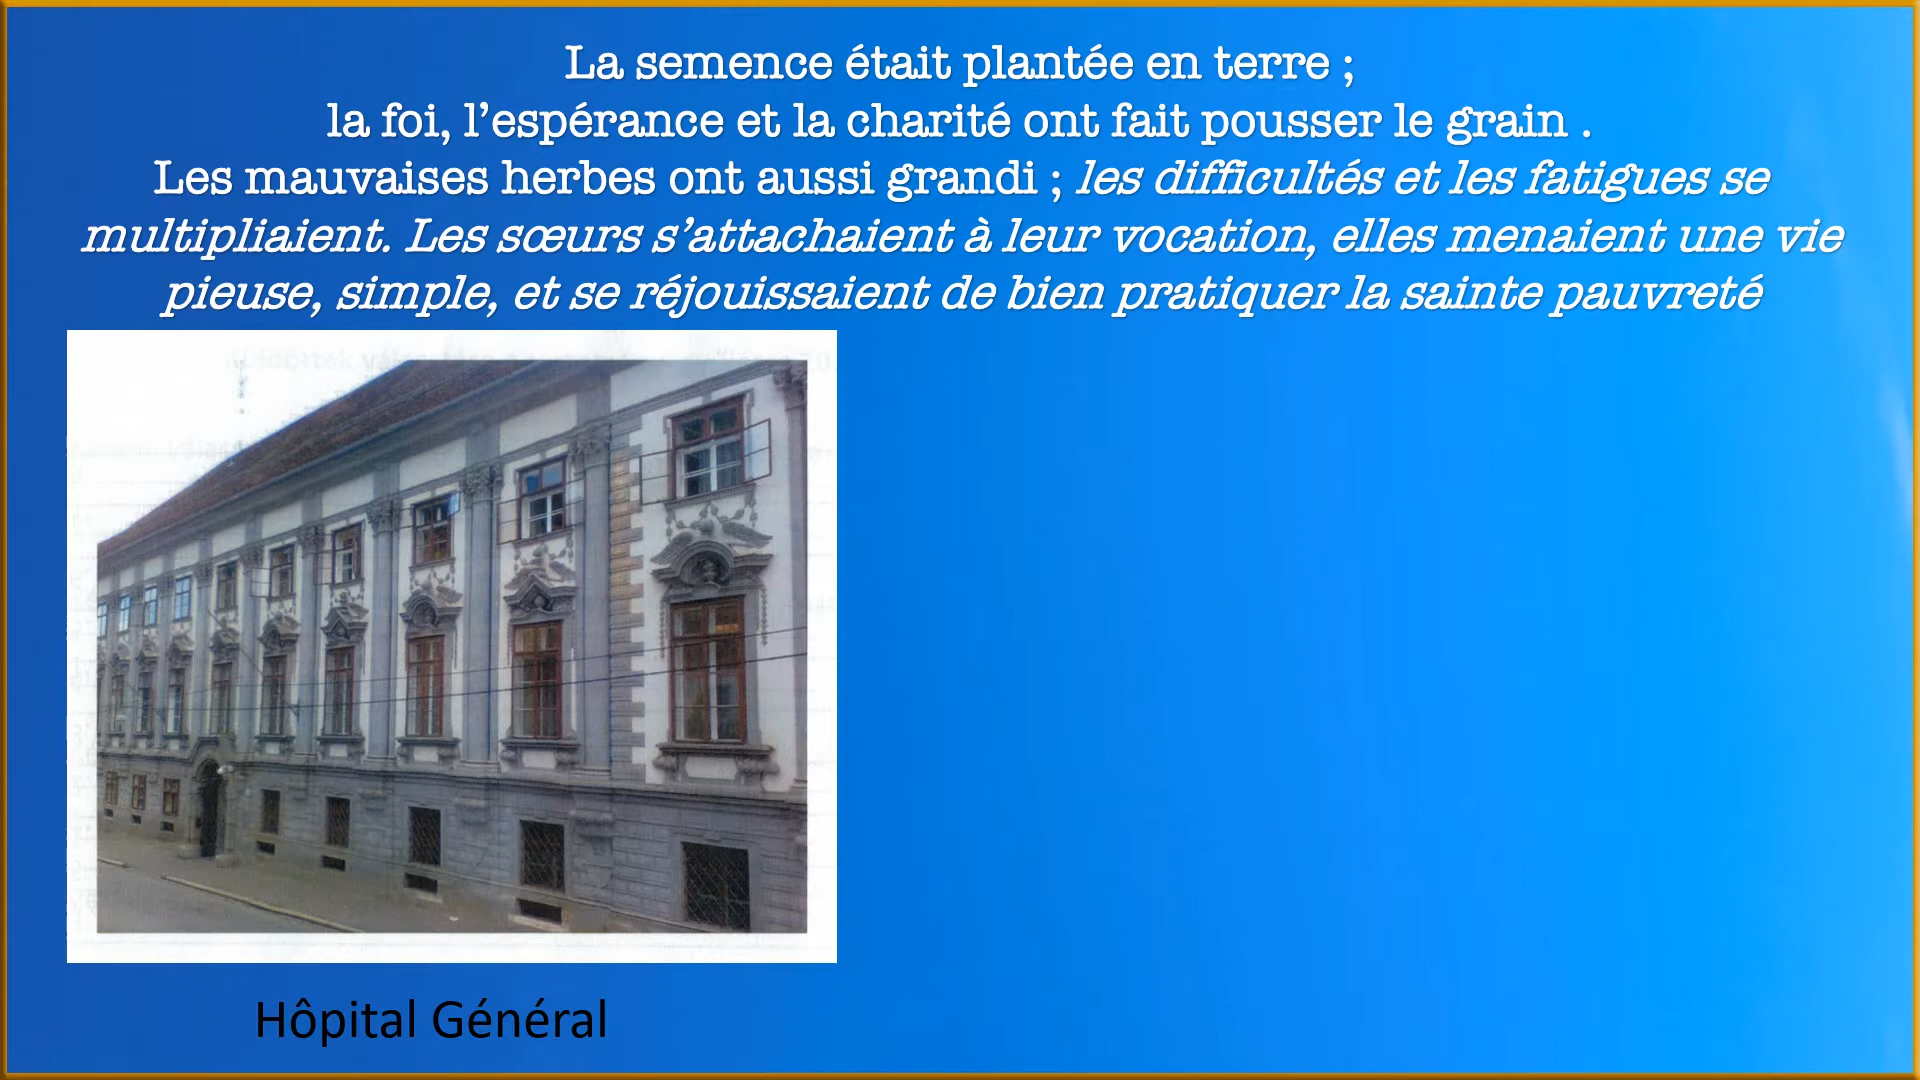 La semence était plantée en terre ;
la foi, l’espérance et la charité ont fait pousser le grain .
Les mauvaises herbes ont aussi grandi ; les difficultés et les fatigues se
multipliaient. Les sœurs s’attachaient à leur vocation, elles menaient une vie
pieuse, simple, et se réjouissaient de bien pratiquer la sainte pauvreté
Hôpital Général